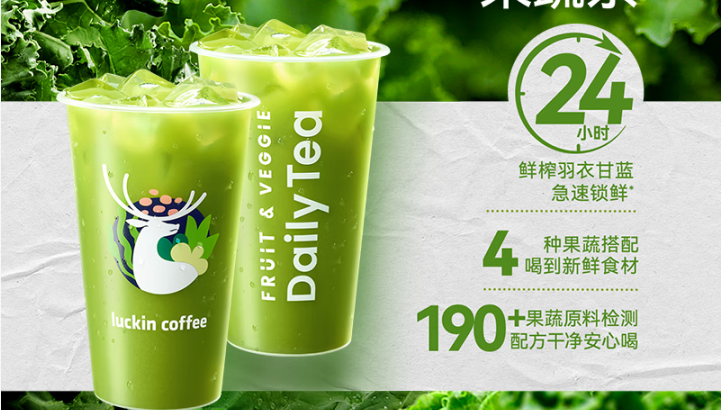 24
小时
鲜榨羽衣甘蓝
急速锁鲜*
4
种果蔬搭配
喝到新鲜食材
190+
果蔬原料检测
配方干净安心喝
FRUIT & VEGGIE
Daily Tea
luckin coffee